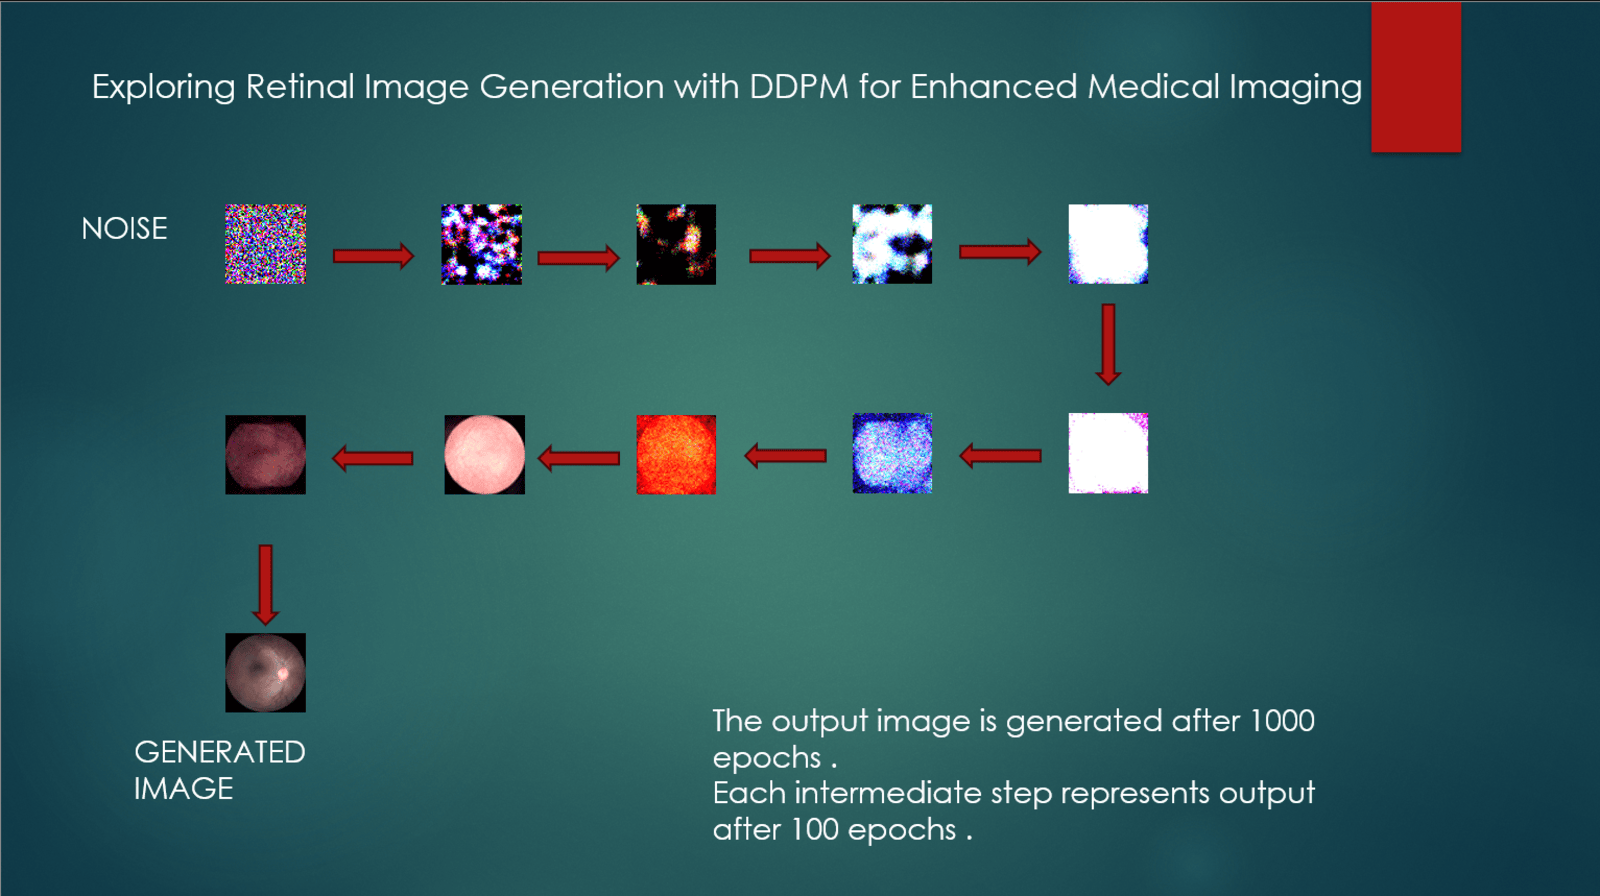 Exploring Retinal Image Generation with DDPM for Enhanced Medical Imaging
NOISE
GENERATED
IMAGE
The output image is generated after 1000
epochs .
Each intermediate step represents output
after 100 epochs .